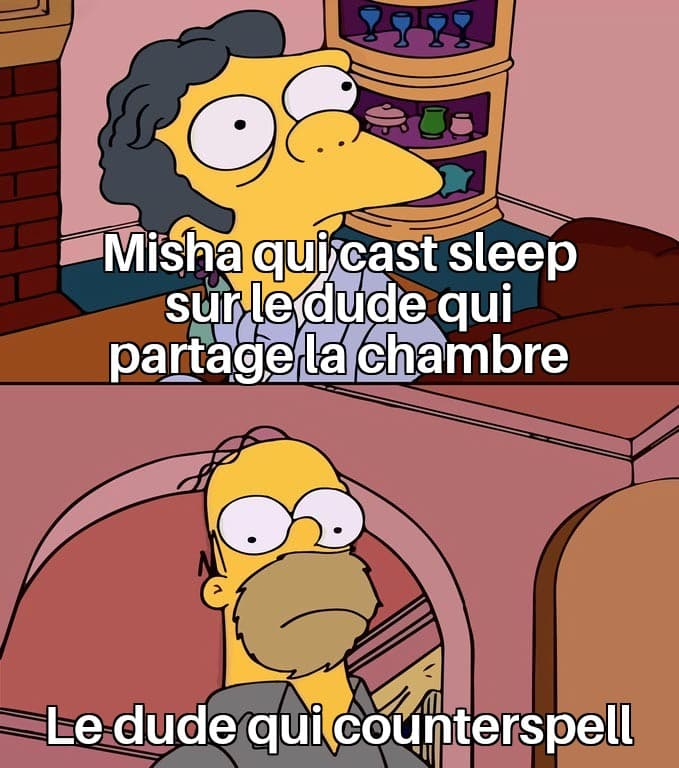 Misha qui cast sleep
sur le dude qui
partage la chambre
Le dude qui counterspell